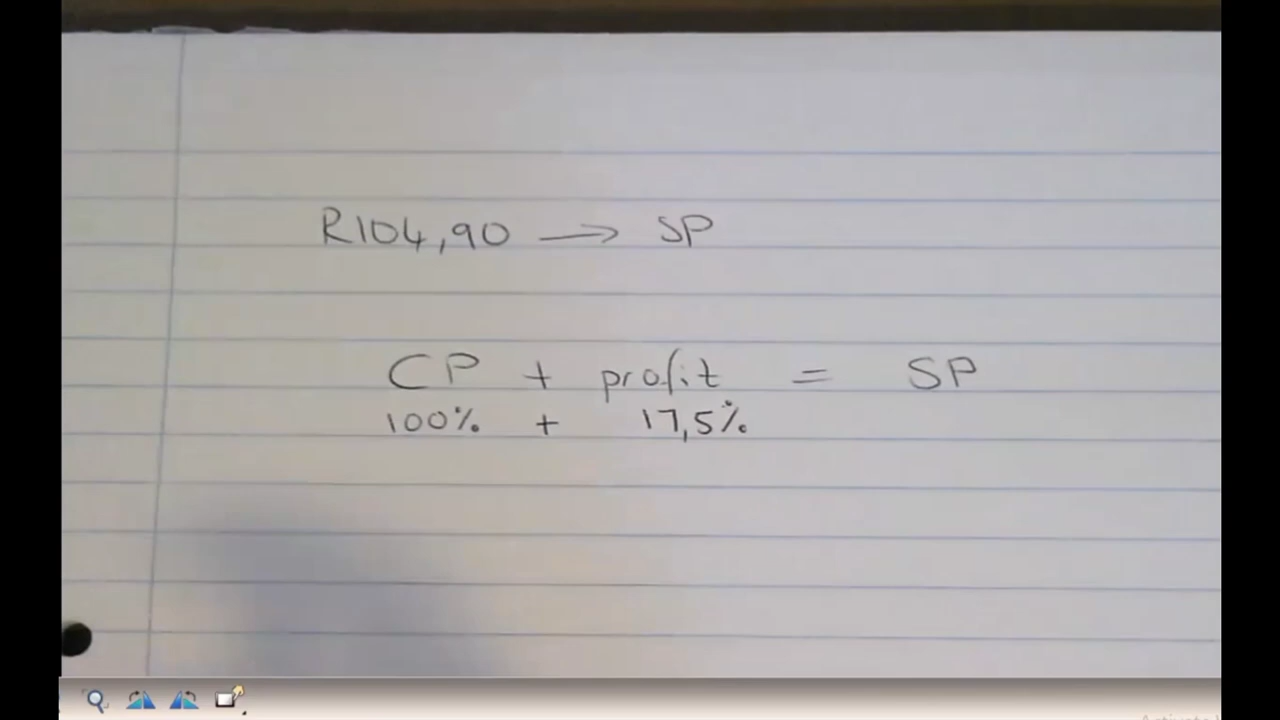 R104,90 → SP
CP + profit = SP
100% + 17,5%